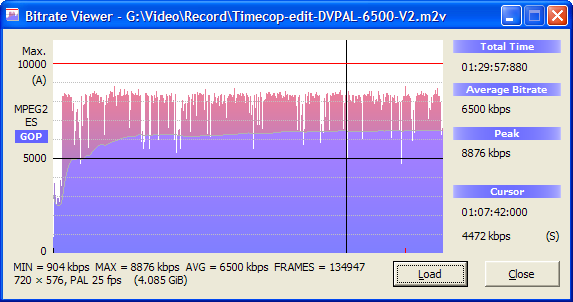 Bitrate Viewer - G:\Video\Record\Timecop-edit-DVPAL-6500-V2.m2v
Max.
10000
(A)
MPEG2
ES
GOP
5000
0
Total Time
01:29:57:880
Average Bitrate
6500 kbps
Peak
8876 kbps
Cursor
01:07:42:000
4472 kbps (S)
MIN = 904 kbps MAX = 8876 kbps AVG = 6500 kbps FRAMES = 134947
720 × 576, PAL 25 fps (4.085 GiB)
Load
Close